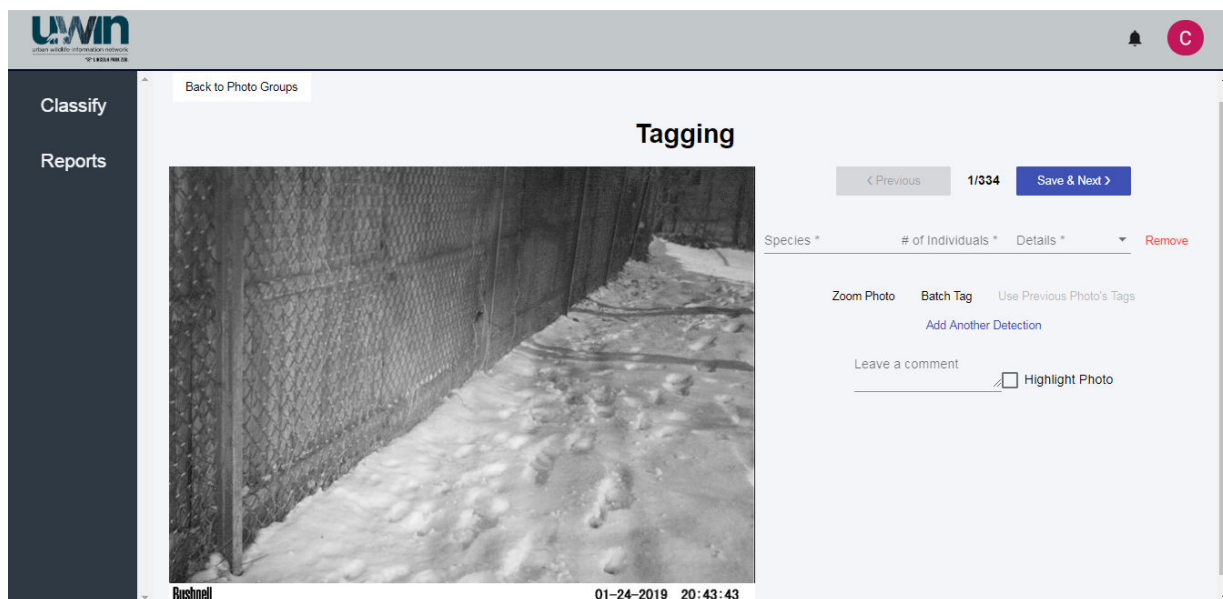 uwin
urban wildlife information network
LINCOLN PARK ZOO
C
Classify
Reports
Back to Photo Groups
Tagging
< Previous
1/334
Save & Next >
Species *
# of Individuals *
Details *
Remove
Zoom Photo
Batch Tag
Use Previous Photo's Tags
Add Another Detection
Leave a comment
Highlight Photo
Bushnell
01-24-2019 20:43:43